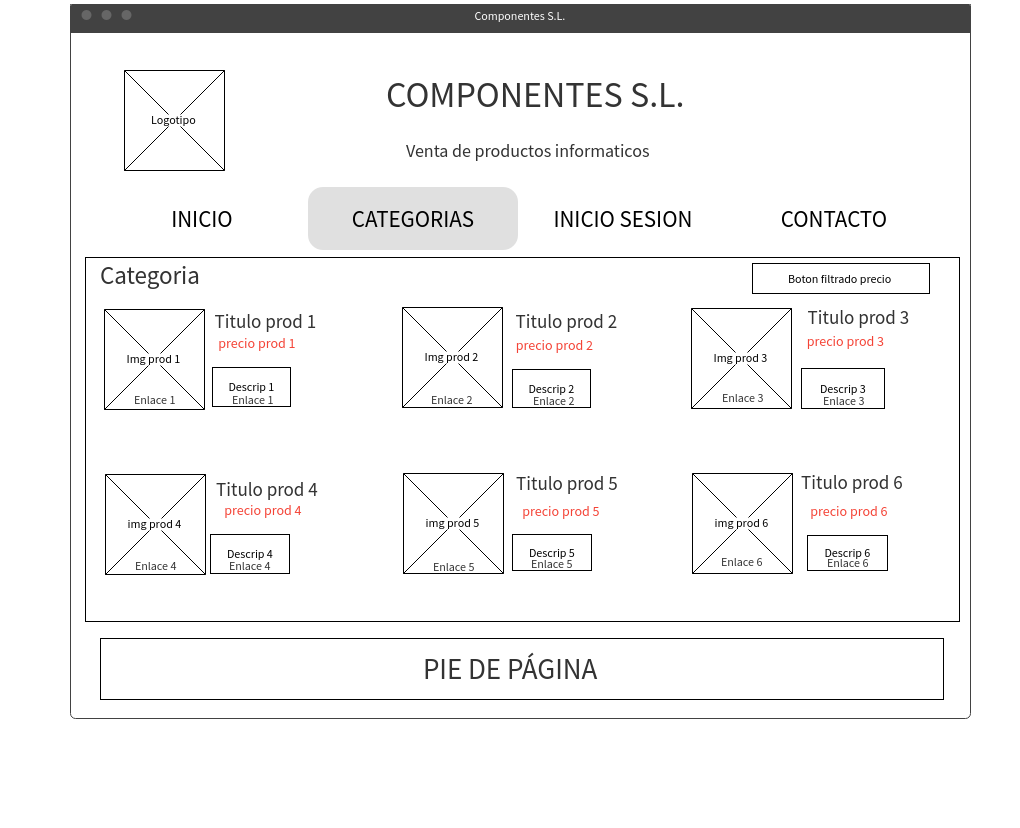 Componentes S.L.
Logotipo
COMPONENTES S.L.
Venta de productos informaticos
INICIO
CATEGORIAS
INICIO SESION
CONTACTO
Categoria
Boton filtrado precio
Img prod 1
Enlace 1
Titulo prod 1
precio prod 1
Descrip 1
Enlace 1
Img prod 2
Enlace 2
Titulo prod 2
precio prod 2
Descrip 2
Enlace 2
Img prod 3
Enlace 3
Titulo prod 3
precio prod 3
Descrip 3
Enlace 3
img prod 4
Enlace 4
Titulo prod 4
precio prod 4
Descrip 4
Enlace 4
img prod 5
Enlace 5
Titulo prod 5
precio prod 5
Descrip 5
Enlace 5
img prod 6
Enlace 6
Titulo prod 6
precio prod 6
Descrip 6
Enlace 6
PIE DE PÁGINA